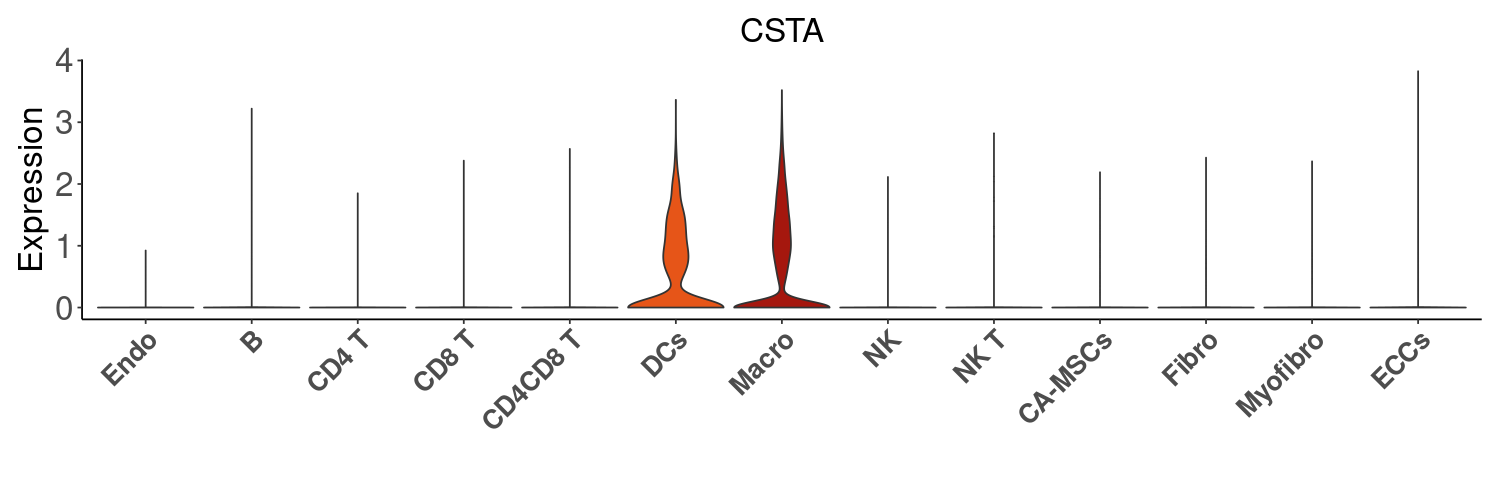 CSTA
Expression
4
3
2
1
0
Endo
B
CD4 T
CD8 T
CD4CD8 T
DCs
Macro
NK
NK T
CA-MSCs
Fibro
Myofibro
ECCs